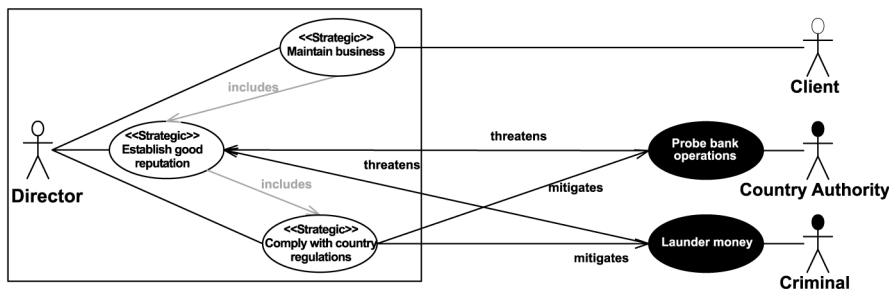 <<Strategic>>
Maintain business
Client
includes
<<Strategic>>
Establish good
reputation
Director
threatens
threatens
Probe bank
operations
Country Authority
includes
mitigates
<<Strategic>>
Comply with country
regulations
mitigates
Launder money
Criminal